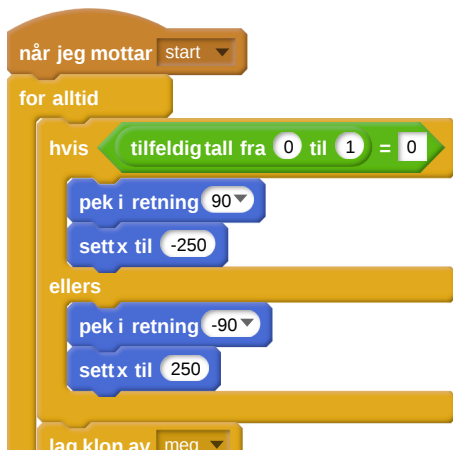 når jeg mottar start
for alltid
hvis tilfeldig tall fra 0 til 1 = 0
pek i retning 90
sett x til -250
ellers
pek i retning -90
sett x til 250
lag klon av meg